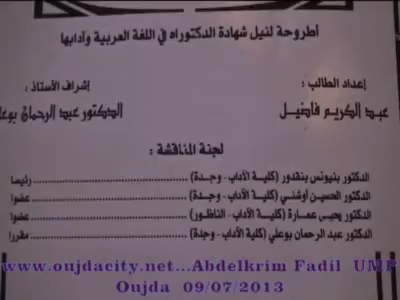 أطروحة لنيل شهادة الدكتوراه في اللغة العربية وآدابها
إعداد الطالب : إشراف الأستاذ :
عبد الكريم فاضيل الدكتور عبد الرحمان بوعلي
لجنة المناقشة :
الدكتور بنيونس بنقدور (كلية الآداب - وجدة) رئيسا
الدكتور الحسين أوشني (كلية الآداب - وجدة) عضوا
الدكتور يحيى عمارة (كلية الآداب - الناظور) عضوا
الدكتور عبد الرحمان بوعلي (كلية الآداب - وجدة) مقررا
www.oujdacity.net...Abdelkrim Fadil UMP
Oujda 09/07/2013